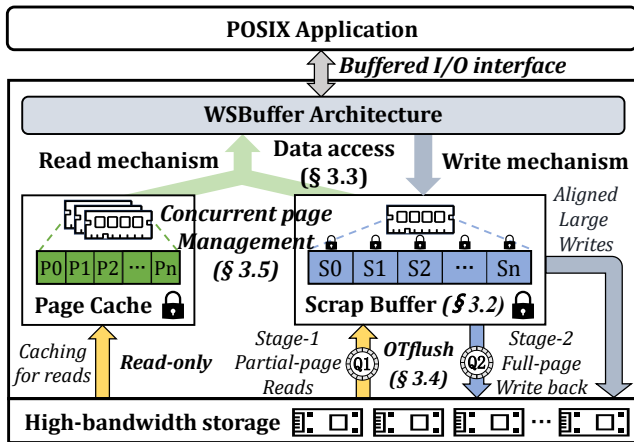 POSIX Application
Buffered I/O interface
WSBuffer Architecture
Read mechanism
Data access
(§ 3.3)
Write mechanism
Concurrent page
Management
(§ 3.5)
Aligned
Large
Writes
P0 P1 P2 ··· Pn
Page Cache
S0 S1 S2 ··· Sn
Scrap Buffer (§ 3.2)
Caching
for reads
Read-only
Stage-1
Partial-page
Reads
Q1
OTflush
(§ 3.4)
Q2
Stage-2
Full-page
Write back
High-bandwidth storage ···